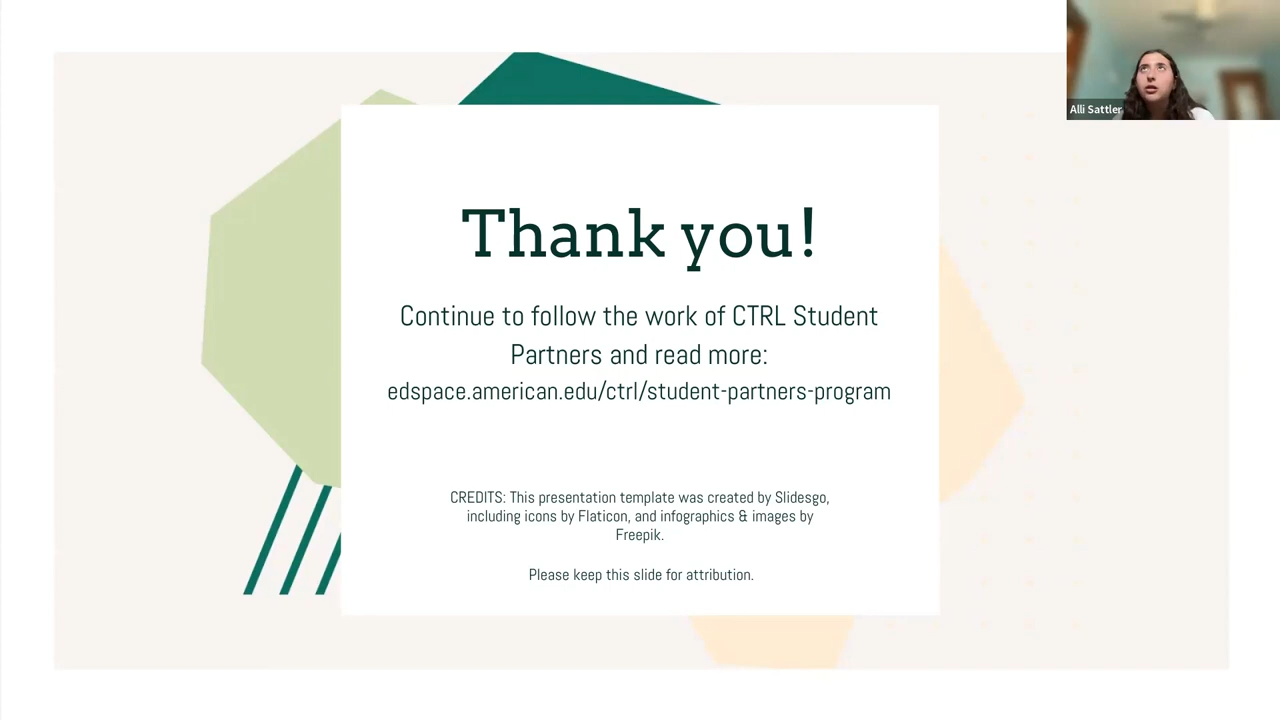 Alli Sattler
Thank you!
Continue to follow the work of CTRL Student
Partners and read more:
edspace.american.edu/ctrl/student-partners-program
CREDITS: This presentation template was created by Slidesgo,
including icons by Flaticon, and infographics & images by
Freepik.
Please keep this slide for attribution.